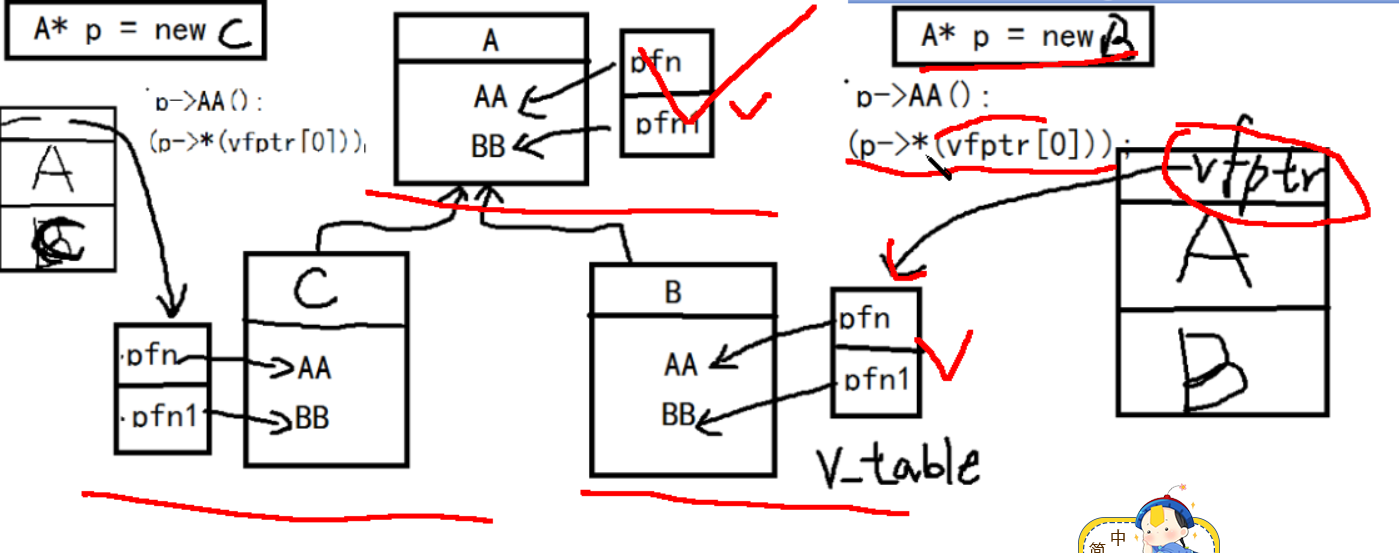 A* p = new C
p->AA():
(p->*(vfptr[0]));
A
C
pfn
pfn1
C
AA
BB
A
AA
BB
pfn
pfn1
B
AA
BB
pfn
pfn1
V_table
A* p = new B
p->AA():
(p->*(vfptr[0]));
vfptr
A
B
中
简